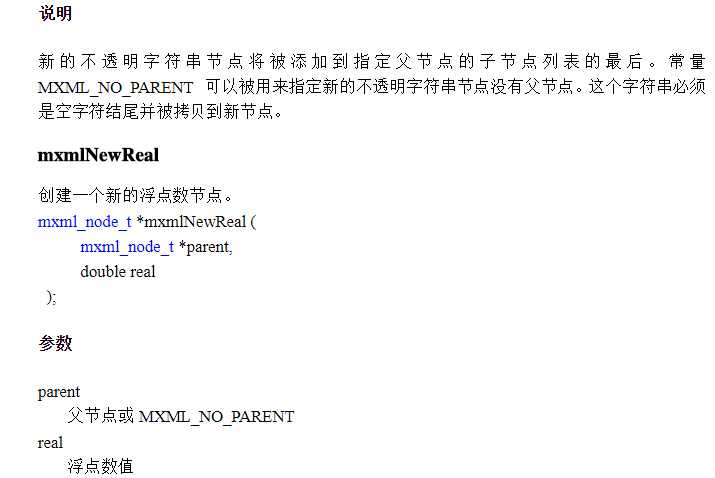 说明
新的不透明字符串节点将被添加到指定父节点的子节点列表的最后。常量
MXML_NO_PARENT 可以被用来指定新的不透明字符串节点没有父节点。这个字符串必须
是空字符结尾并被拷贝到新节点。
mxmlNewReal
创建一个新的浮点数节点。
mxml_node_t *mxmlNewReal (
mxml_node_t *parent,
double real
);
参数
parent
父节点或 MXML_NO_PARENT
real
浮点数值